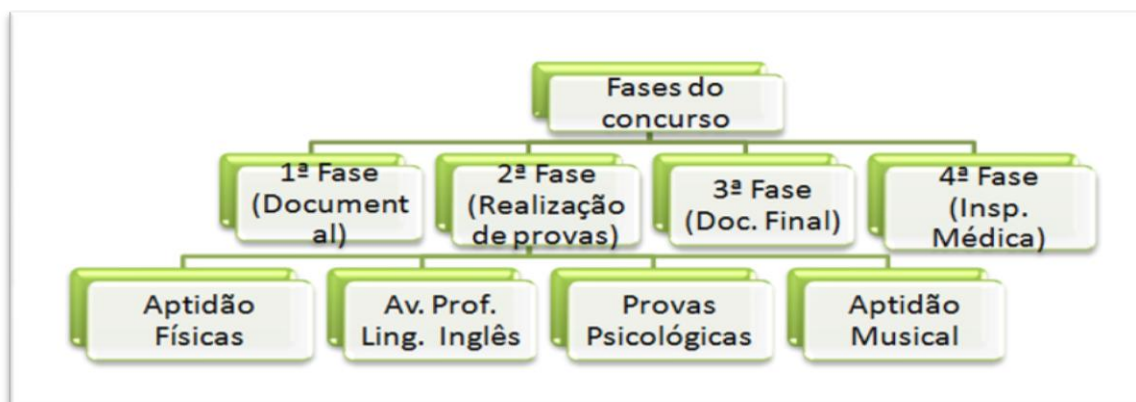 Fases do
concurso
1ª Fase
(Document
al)
2ª Fase
(Realização
de provas)
3ª Fase
(Doc. Final)
4ª Fase
(Insp.
Médica)
Aptidão
Físicas
Av. Prof.
Ling. Inglês
Provas
Psicológicas
Aptidão
Musical